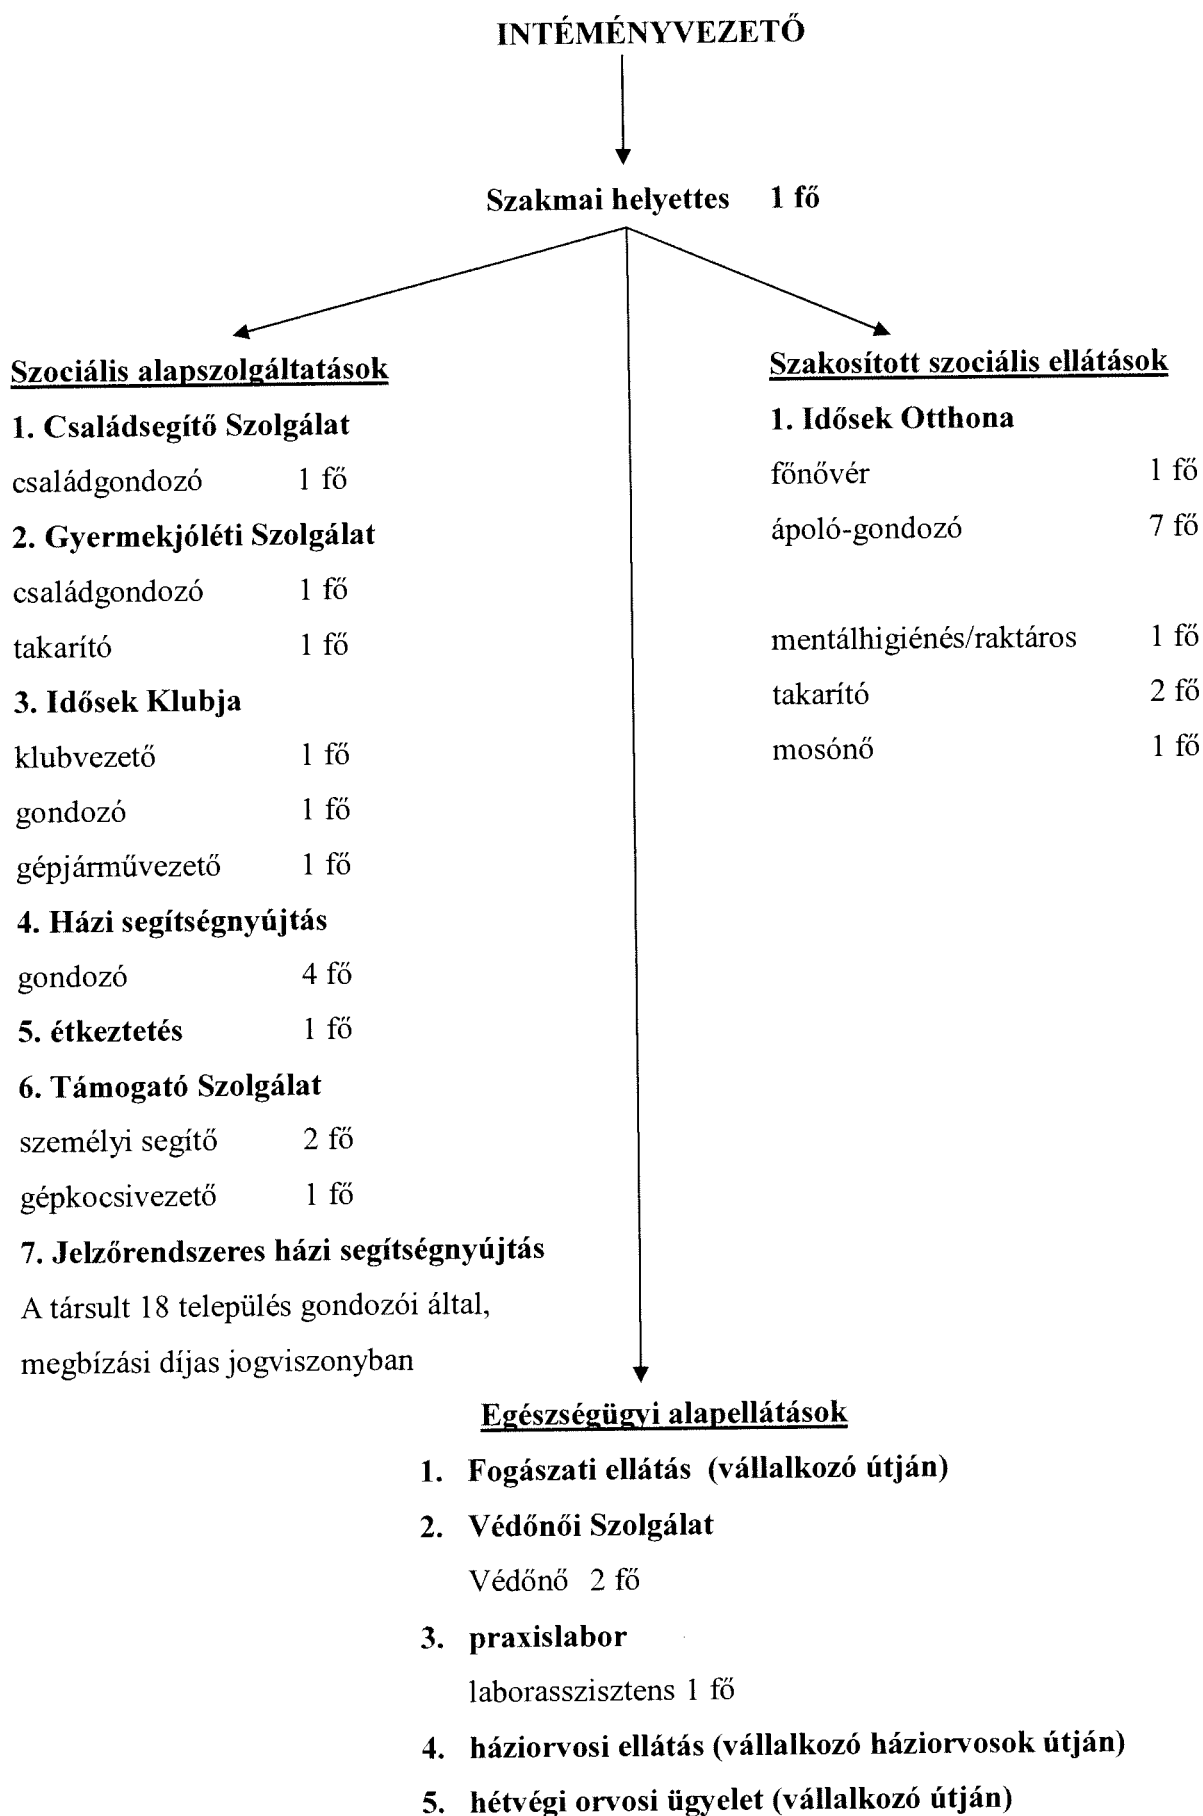 INTÉMÉNYVEZETŐ
Szakmai helyettes 1 fő
Szociális alapszolgáltatások
1. Családsegítő Szolgálat
családgondozó 1 fő
2. Gyermekjóléti Szolgálat
családgondozó 1 fő
takarító 1 fő
3. Idősek Klubja
klubvezető 1 fő
gondozó 1 fő
gépjárművezető 1 fő
4. Házi segítségnyújtás
gondozó 4 fő
5. étkeztetés 1 fő
6. Támogató Szolgálat
személyi segítő 2 fő
gépkocsivezető 1 fő
7. Jelzőrendszeres házi segítségnyújtás
A társult 18 település gondozói által,
megbízási díjas jogviszonyban
Szakosított szociális ellátások
1. Idősek Otthona
főnővér 1 fő
ápoló-gondozó 7 fő
mentálhigiénés/raktáros 1 fő
takarító 2 fő
mosónő 1 fő
Egészségügyi alapellátások
1. Fogászati ellátás (vállalkozó útján)
2. Védőnői Szolgálat
Védőnő 2 fő
3. praxislabor
laborasszisztens 1 fő
4. háziorvosi ellátás (vállalkozó háziorvosok útján)
5. hétvégi orvosi ügyelet (vállalkozó útján)